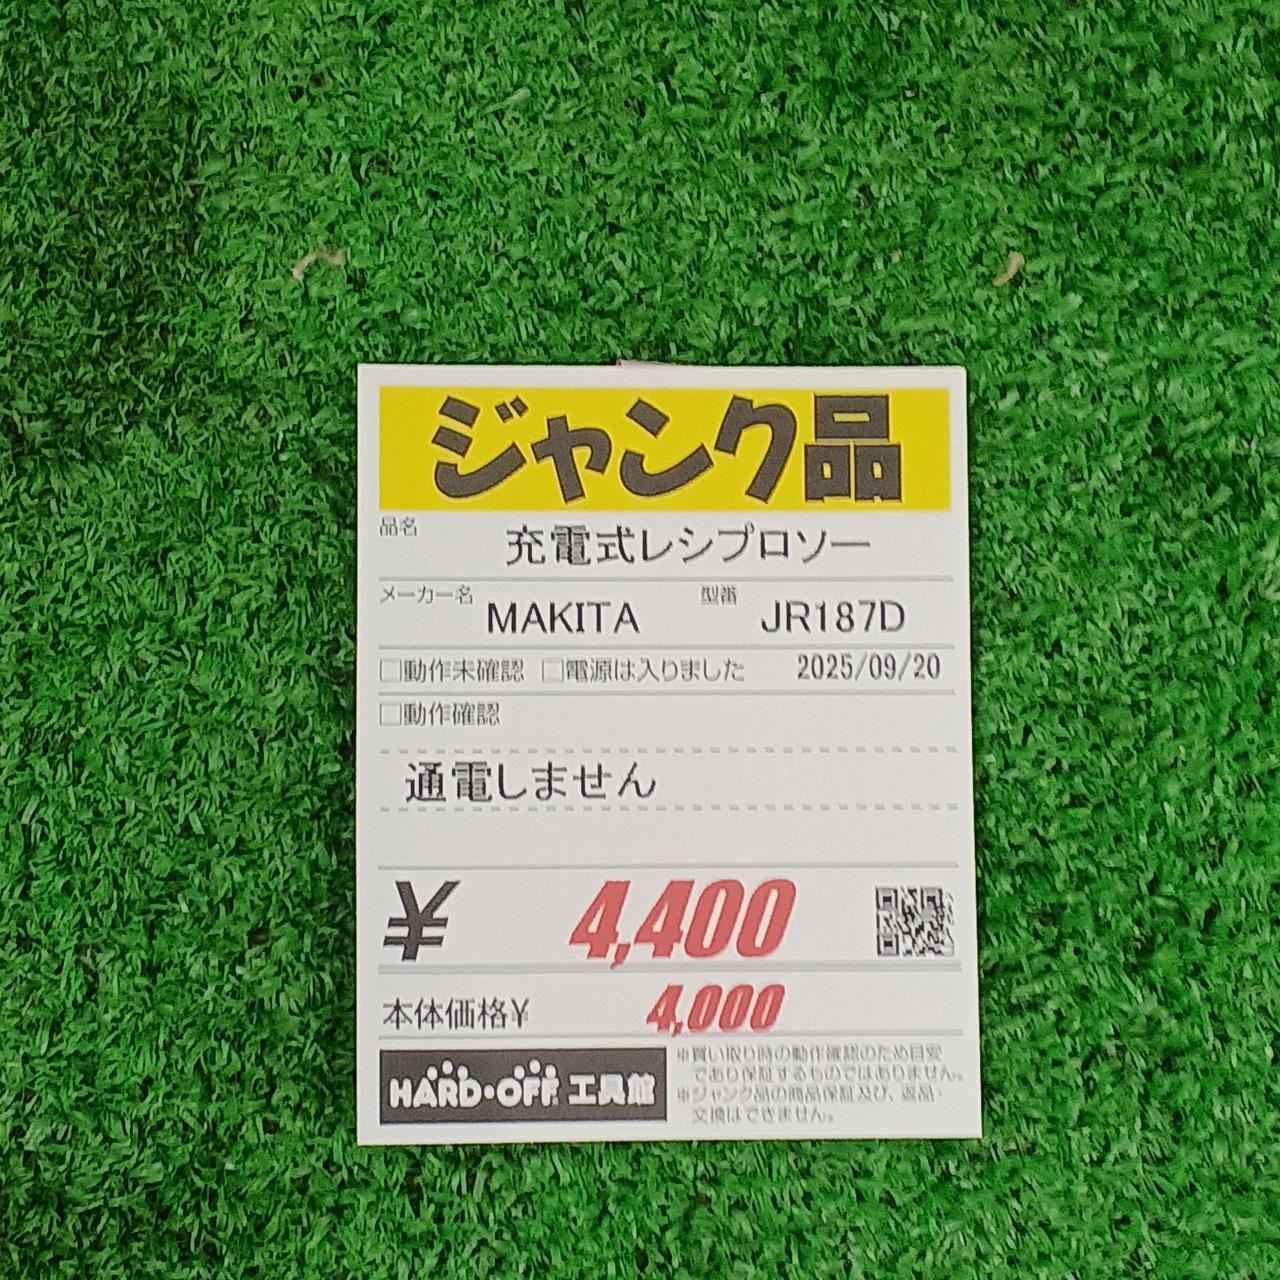 ジャンク品
品名
充電式レシプロソー
メーカー名 MAKITA 型番 JR187D
□動作未確認 □電源は入りました 2025/09/20
□動作確認
通電しません
¥ 4,400
本体価格¥ 4,000
HARD・OFF 工具館
※買い取り時の動作確認のため目安
であり保証するものではありません。
※ジャンク品の商品保証及び、返品・
交換はできません。